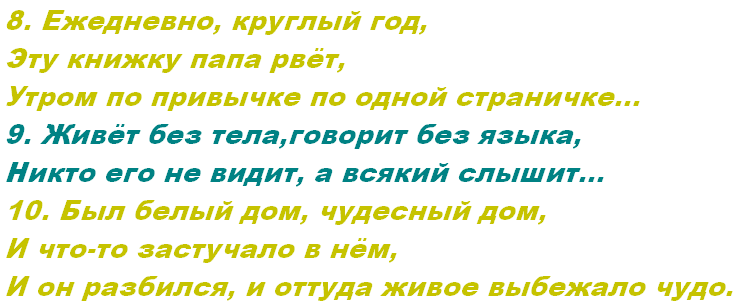 8. Ежедневно, круглый год,
Эту книжку папа рвёт,
Утром по привычке по одной страничке...
9. Живёт без тела,говорит без языка,
Никто его не видит, а всякий слышит...
10. Был белый дом, чудесный дом,
И что-то застучало в нём,
И он разбился, и оттуда живое выбежало чудо.